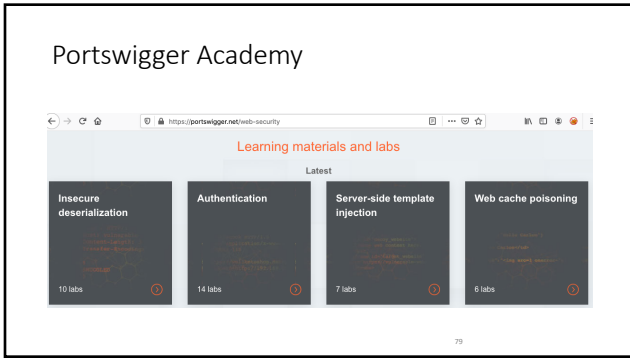 Portswigger Academy
https://portswigger.net/web-security
Learning materials and labs
Latest
Insecure
deserialization
10 labs
Authentication
14 labs
Server-side template
injection
7 labs
Web cache poisoning
6 labs
79